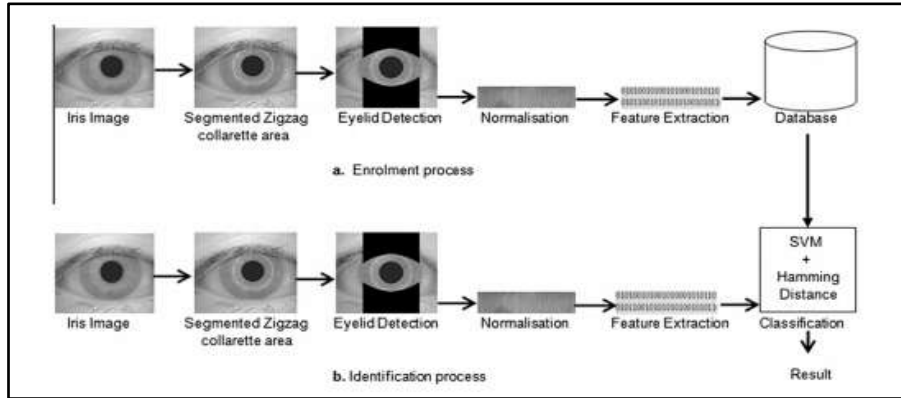 Iris Image
Segmented Zigzag
collarette area
Eyelid Detection
Normalisation
Feature Extraction
Database
a. Enrolment process
SVM
+
Hamming
Distance
Iris Image
Segmented Zigzag
collarette area
Eyelid Detection
Normalisation
Feature Extraction
Classification
b. Identification process
Result